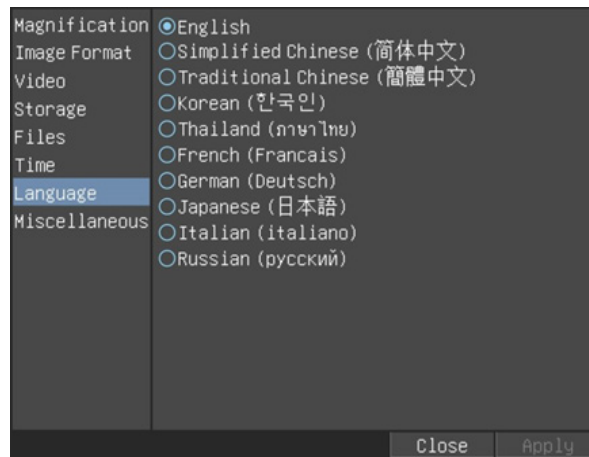 Magnification
Image Format
Video
Storage
Files
Time
Language
Miscellaneous
English
Simplified Chinese (简体中文)
Traditional Chinese (簡體中文)
Korean (한국인)
Thailand (ภาษาไทย)
French (Francais)
German (Deutsch)
Japanese (日本語)
Italian (italiano)
Russian (русский)
Close
Apply